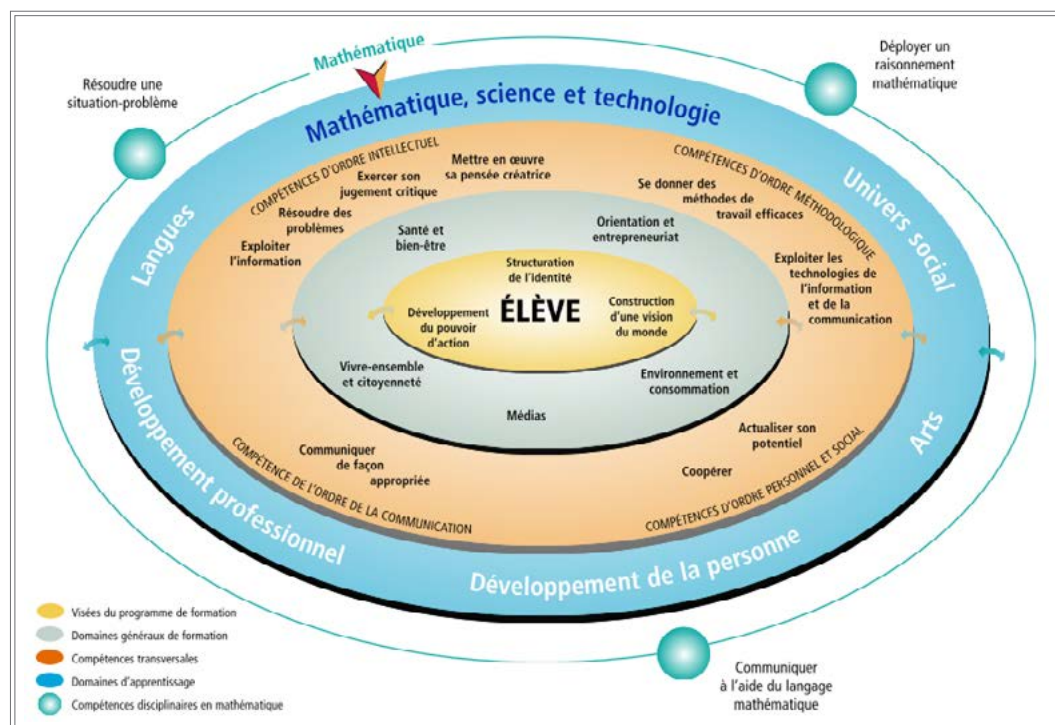 Mathématique
Résoudre une
situation-problème
Déployer un
raisonnement
mathématique
Mathématique, science et technologie
Langues
Univers social
COMPÉTENCES D'ORDRE INTELLECTUEL
COMPÉTENCES D'ORDRE MÉTHODOLOGIQUE
Mettre en œuvre
sa pensée créatrice
Exercer son
jugement critique
Résoudre des
problèmes
Exploiter
l'information
Se donner des
méthodes de
travail efficaces
Exploiter les
technologies de
l'information
et de la
communication
Santé et
bien-être
Orientation et
entrepreneuriat
Structuration
de l'identité
ÉLÈVE
Développement
du pouvoir
d'action
Construction
d'une vision
du monde
Vivre-ensemble
et citoyenneté
Environnement et
consommation
Médias
Communiquer
de façon
appropriée
Actualiser son
potentiel
Coopérer
COMPÉTENCE DE L'ORDRE DE LA COMMUNICATION
COMPÉTENCES D'ORDRE PERSONNEL ET SOCIAL
Arts
Développement professionnel
Développement de la personne
Visées du programme de formation
Domaines généraux de formation
Compétences transversales
Domaines d'apprentissage
Compétences disciplinaires en mathématique
Communiquer
à l'aide du langage
mathématique